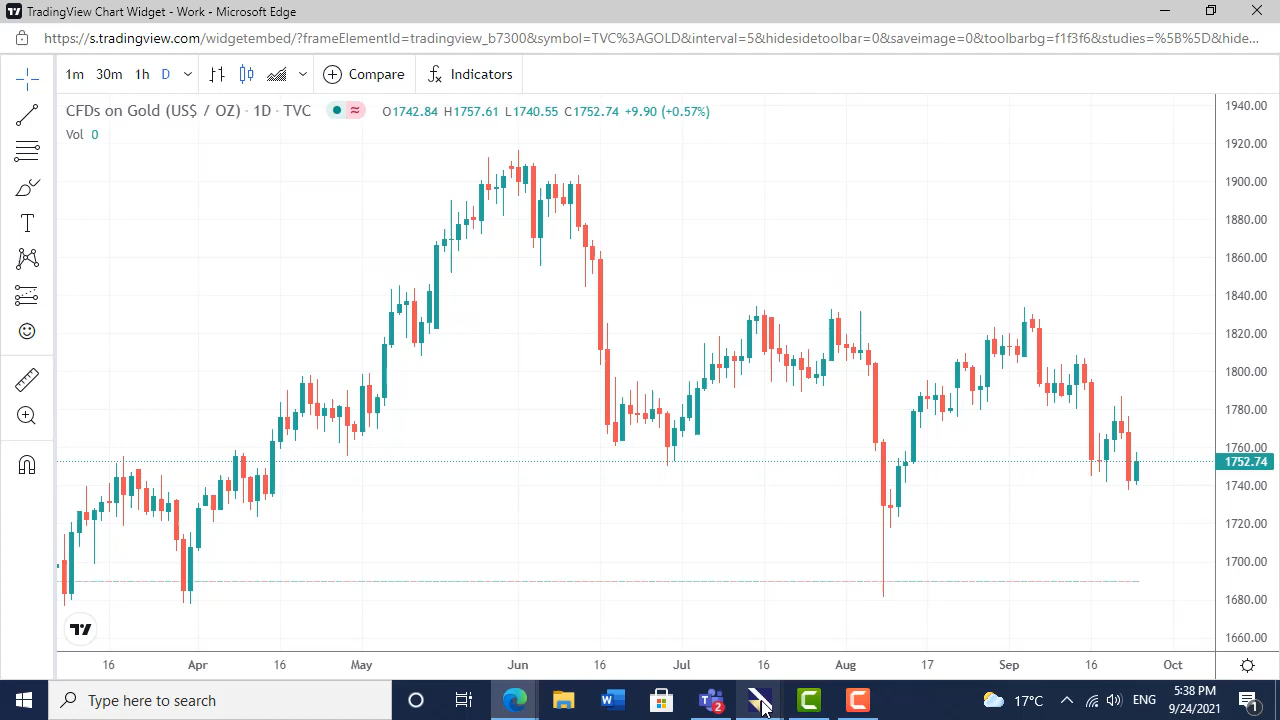 TradingView Chart Widget - Work - Microsoft Edge
https://s.tradingview.com/widgetembed/?frameElementId=tradingview_b7300&symbol=TVC%3AGOLD&interval=5&hidesidetoolbar=0&saveimage=0&toolbarbg=f1f3f6&studies=%5B%5D&hide...
1m 30m 1h D Compare Indicators
CFDs on Gold (US$ / OZ) · 1D · TVC O1742.84 H1757.61 L1740.55 C1752.74 +9.90 (+0.57%)
Vol 0
1940.00
1920.00
1900.00
1880.00
1860.00
1840.00
1820.00
1800.00
1780.00
1760.00
1752.74
1740.00
1720.00
1700.00
1680.00
1660.00
16 Apr 16 May Jun 16 Jul 16 Aug 17 Sep 16 Oct
Type here to search
2
17°C
ENG
5:38 PM
9/24/2021
1